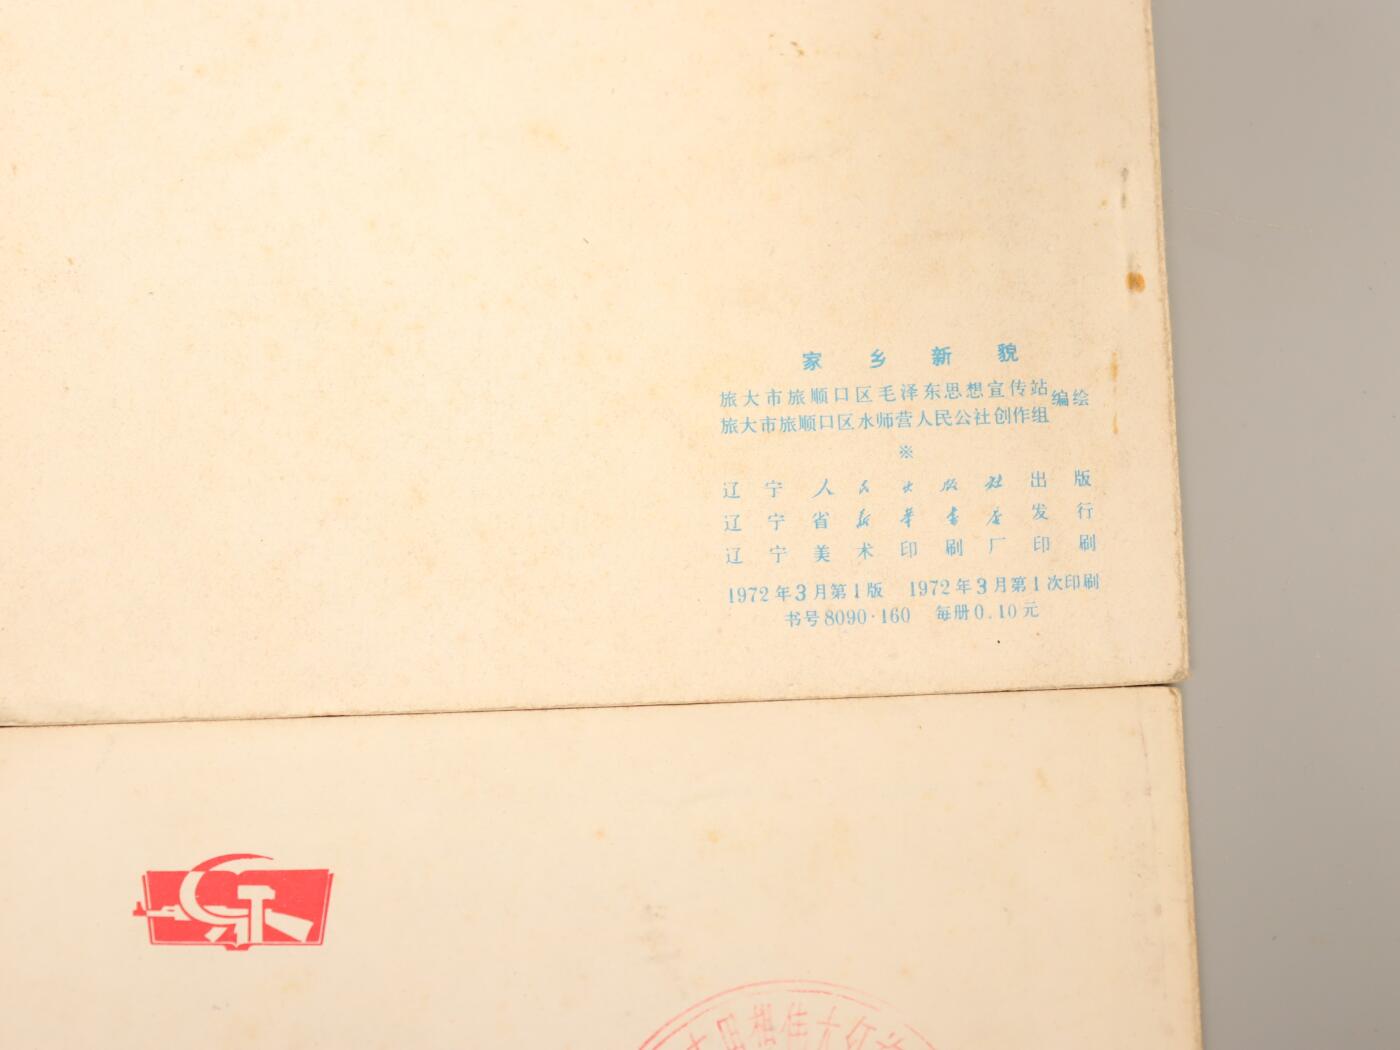 家乡新貌
旅大市旅顺口区毛泽东思想宣传站
旅大市旅顺口区水师营人民公社创作组
编绘
※
辽宁人民出版社出版
辽宁省新华书店发行
辽宁美术印刷厂印刷
1972年3月第1版 1972年3月第1次印刷
书号8090·160 每册0.10元
思想伟大红